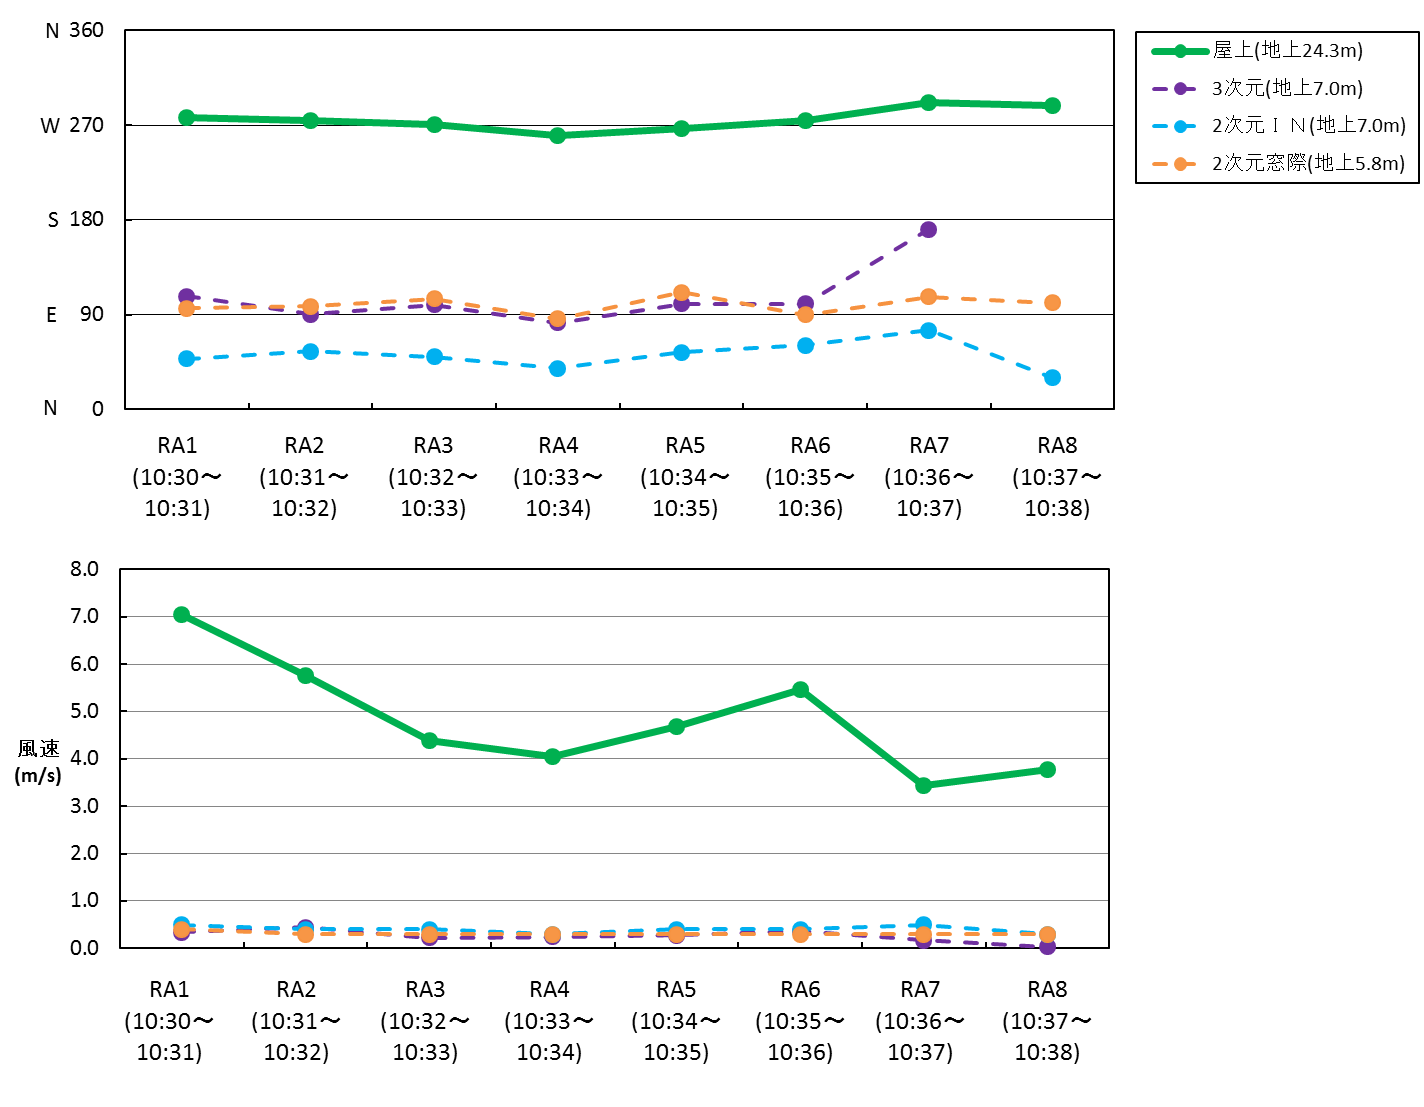 N 360
W 270
S 180
E 90
N 0
屋上(地上24.3m)
3次元(地上7.0m)
2次元ＩＮ(地上7.0m)
2次元窓際(地上5.8m)
RA1 RA2 RA3 RA4 RA5 RA6 RA7 RA8
(10:30～ (10:31～ (10:32～ (10:33～ (10:34～ (10:35～ (10:36～ (10:37～
10:31) 10:32) 10:33) 10:34) 10:35) 10:36) 10:37) 10:38)
8.0
7.0
6.0
5.0
4.0
3.0
2.0
1.0
0.0
風速
(m/s)
RA1 RA2 RA3 RA4 RA5 RA6 RA7 RA8
(10:30～ (10:31～ (10:32～ (10:33～ (10:34～ (10:35～ (10:36～ (10:37～
10:31) 10:32) 10:33) 10:34) 10:35) 10:36) 10:37) 10:38)